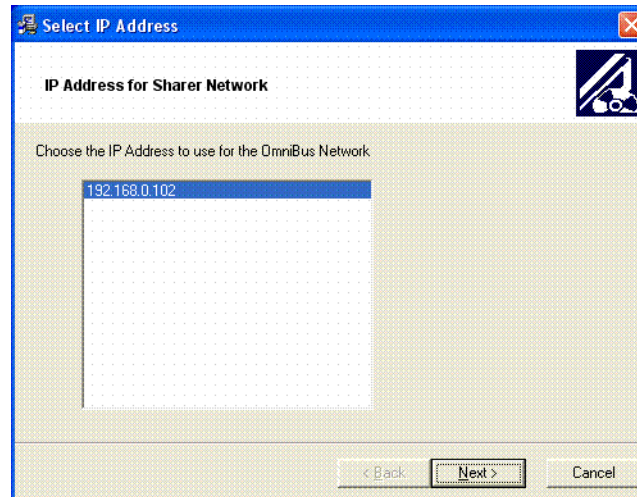 Select IP Address
IP Address for Sharer Network
Choose the IP Address to use for the OmniBus Network
192.168.0.102
< Back
Next >
Cancel